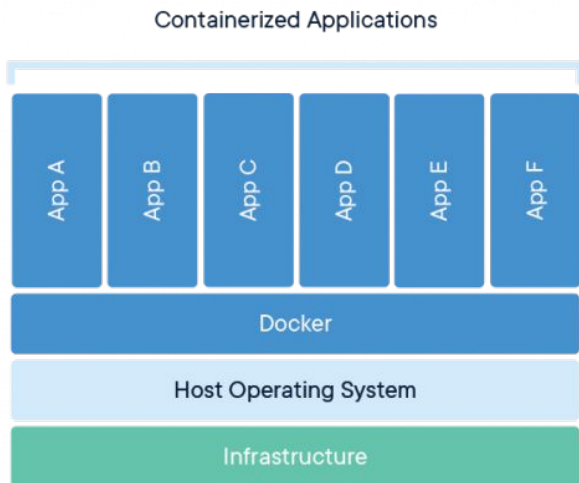 Containerized Applications
App A
App B
App C
App D
App E
App F
Docker
Host Operating System
Infrastructure